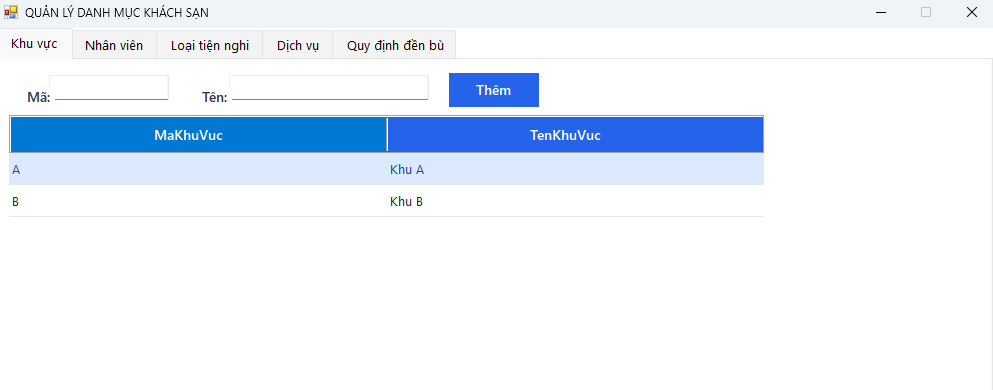 QUẢN LÝ DANH MỤC KHÁCH SẠN
Khu vực Nhân viên Loại tiện nghi Dịch vụ Quy định đền bù
Mã: Tên: Thêm
MaKhuVuc TenKhuVuc
A Khu A
B Khu B